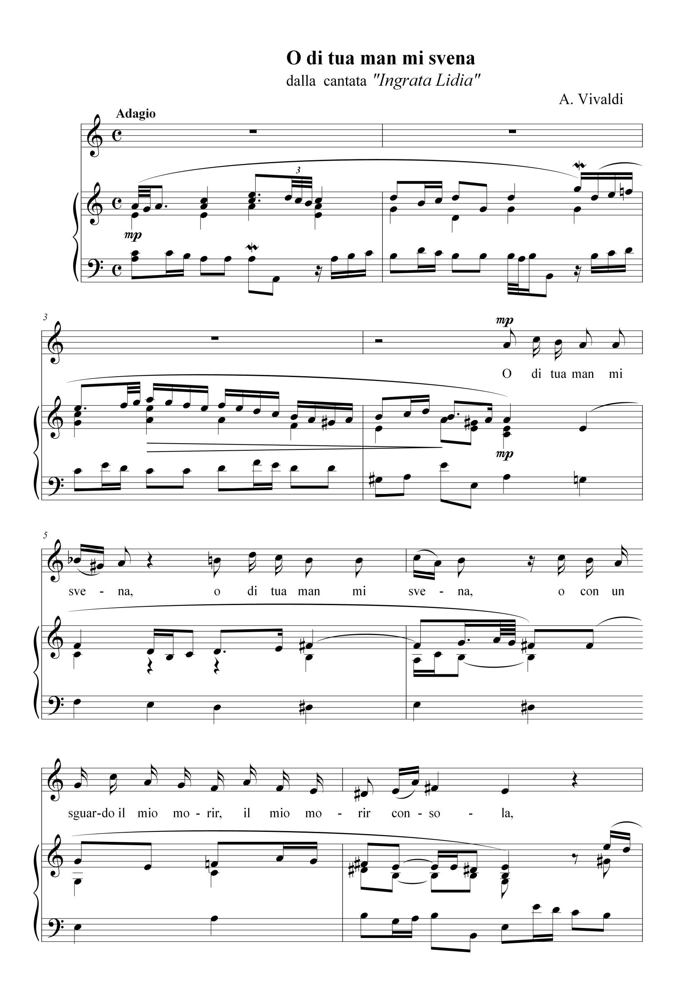 O di tua man mi svena
dalla cantata "Ingrata Lidia"
A. Vivaldi
Adagio
3
mp
3
mp
O di tua man mi
mp
5
sve - na, o di tua man mi sve - na, o con un
sguar-do il mio mo - rir, il mio mo - rir con - so - la,